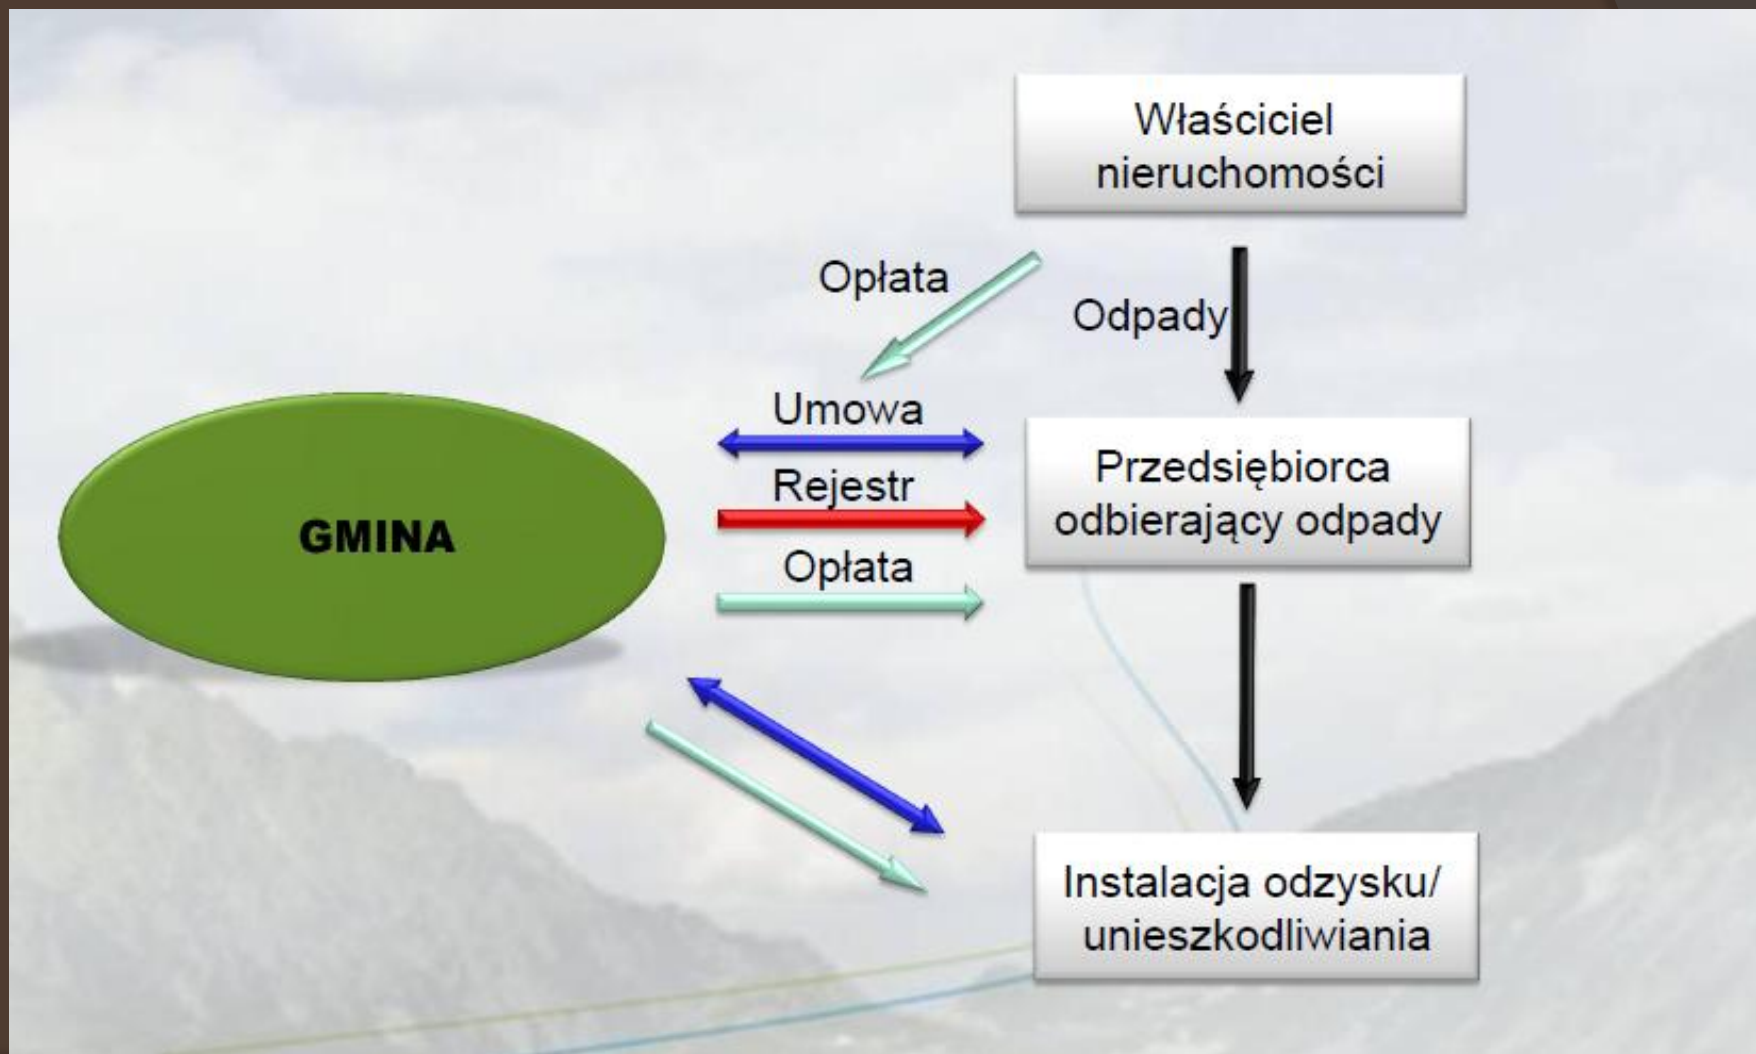 Właściciel
nieruchomości
Opłata
Odpady
Umowa
Rejestr
Opłata
GMINA
Przedsiębiorca
odbierający odpady
Instalacja odzysku/
unieszkodliwiania